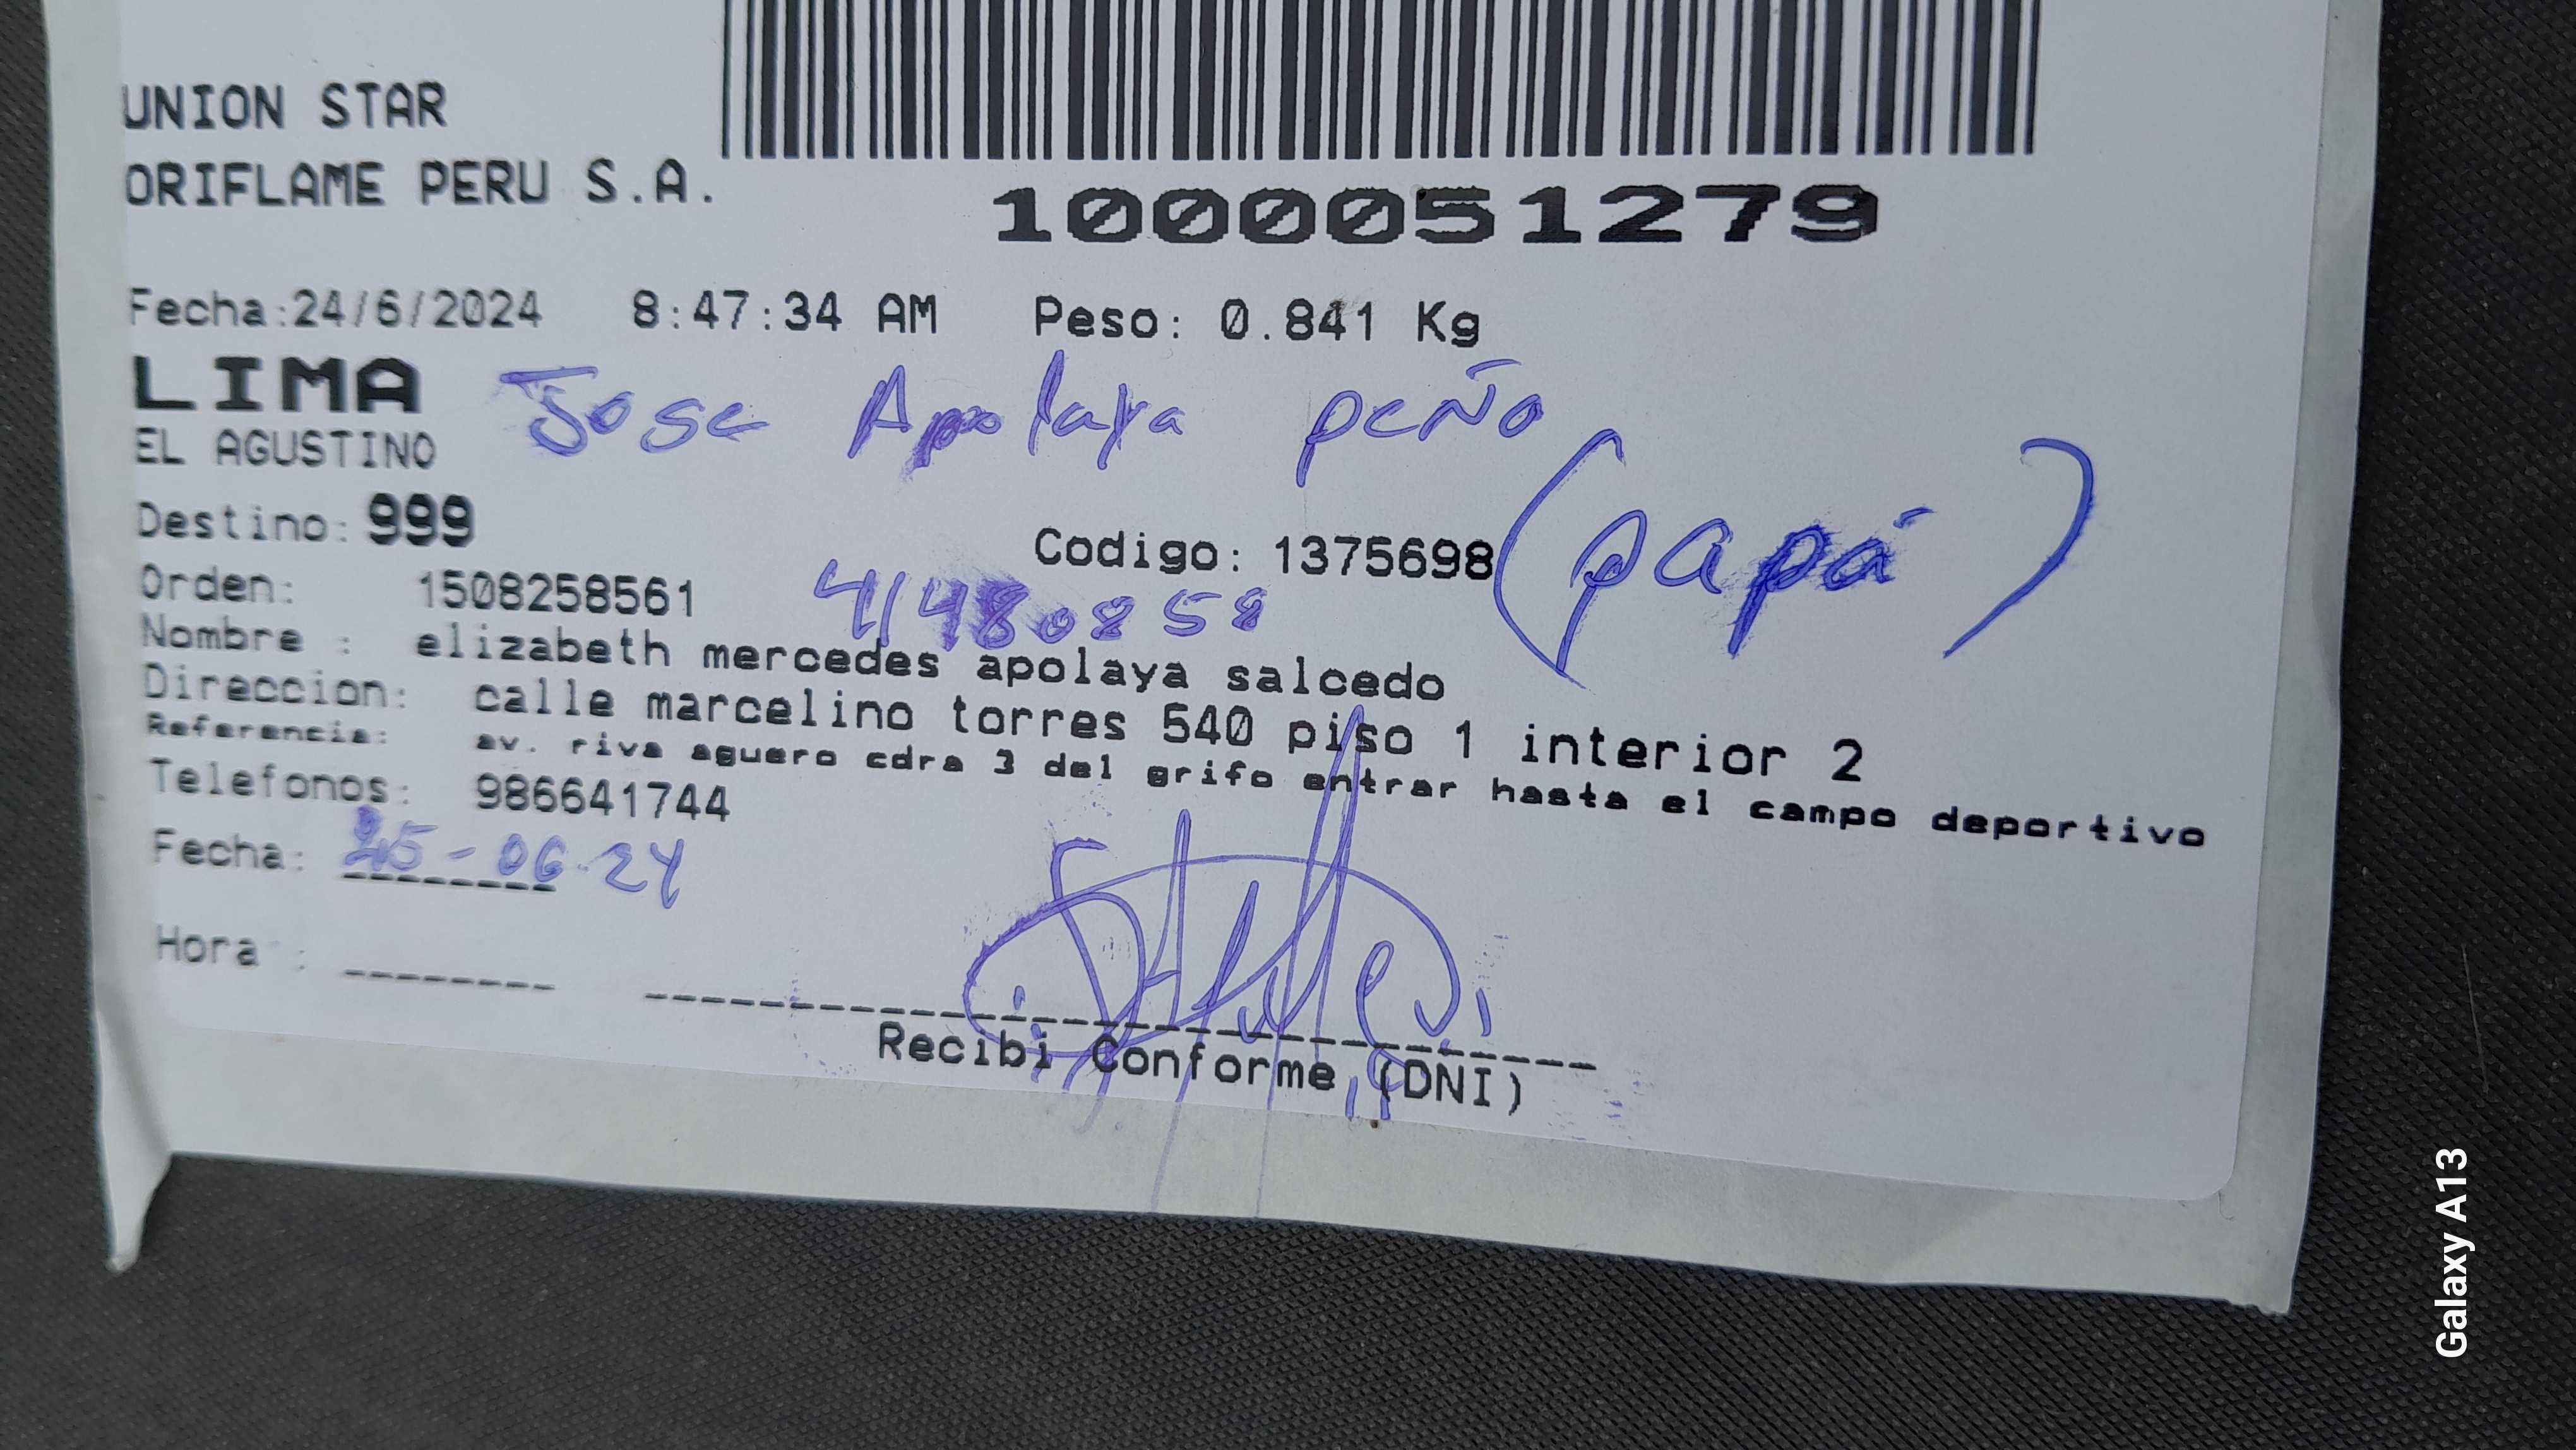 UNION STAR
ORIFLAME PERU S.A.
1000051279
Fecha:24/6/2024 8:47:34 AM Peso: 0.841 Kg
LIMA
Jose Apolaya peña
EL AGUSTINO
(papá)
Destino: 999
Codigo: 1375698
Orden: 1508258561
41480858
Nombre : elizabeth mercedes apolaya salcedo
Direccion: calle marcelino torres 540 piso 1 interior 2
Referencia: av. riva aguero cdra 3 del grifo entrar hasta el campo deportivo
Telefonos: 986641744
Fecha: 25-06-24
Hora :
Recibi Conforme (DNI)
Galaxy A13